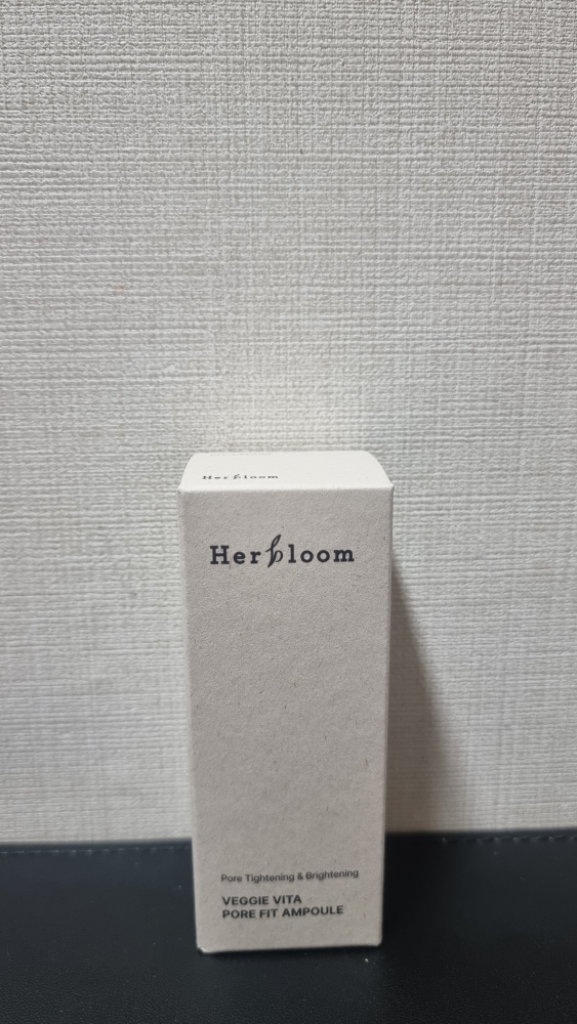 Herbloom
Herbloom
Pore Tightening & Brightening
VEGGIE VITA
PORE FIT AMPOULE